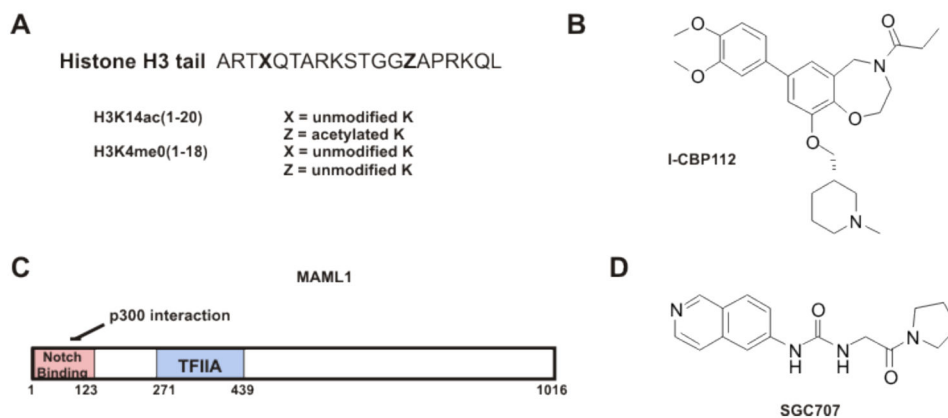 A
Histone H3 tail ARTXQTARKSTGGZAPRKQL
H3K14ac(1-20) X = unmodified K
Z = acetylated K
H3K4me0(1-18) X = unmodified K
Z = unmodified K
B
O
O
O
N
O
O
N
I-CBP112
C
MAML1
p300 interaction
Notch
Binding
TFIIA
1 123 271 439 1016
D
N
O
N
H
N
H
O
N
SGC707